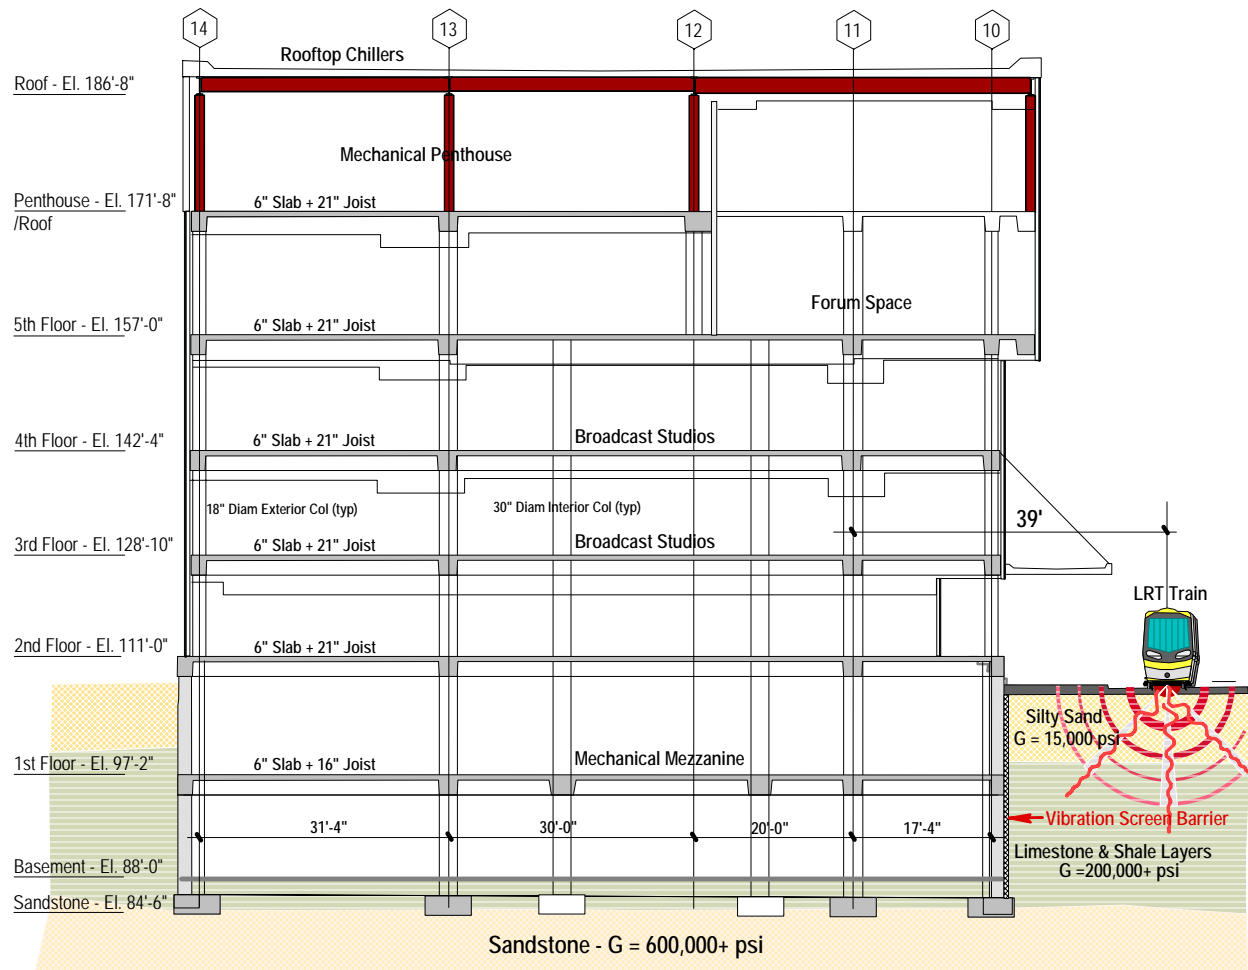 14
13
12
11
10
Rooftop Chillers
Roof - El. 186'-8"
Mechanical Penthouse
Penthouse - El. 171'-8"
/Roof
6" Slab + 21" Joist
Forum Space
5th Floor - El. 157'-0"
6" Slab + 21" Joist
4th Floor - El. 142'-4"
6" Slab + 21" Joist
Broadcast Studios
18" Diam Exterior Col (typ)
30" Diam Interior Col (typ)
39'
3rd Floor - El. 128'-10"
6" Slab + 21" Joist
Broadcast Studios
LRT Train
2nd Floor - El. 111'-0"
6" Slab + 21" Joist
Silty Sand
G = 15,000 psi
1st Floor - El. 97'-2"
6" Slab + 16" Joist
Mechanical Mezzanine
31'-4"
30'-0"
20'-0"
17'-4"
Vibration Screen Barrier
Limestone & Shale Layers
G =200,000+ psi
Basement - El. 88'-0"
Sandstone - El. 84'-6"
Sandstone - G = 600,000+ psi